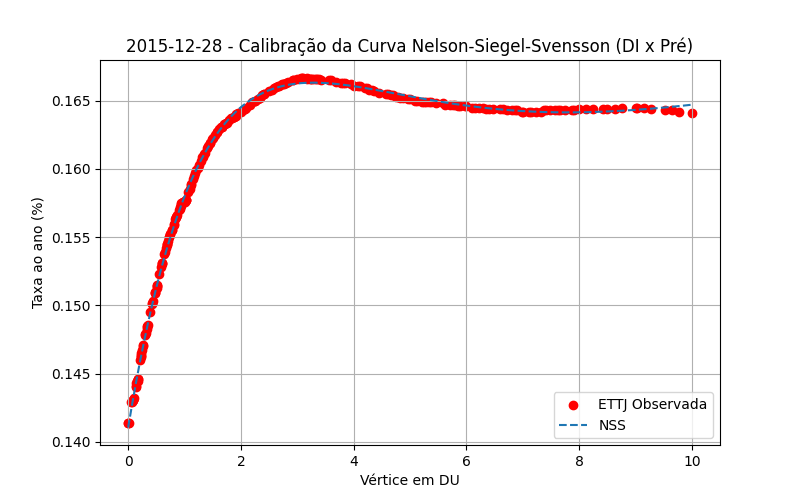 2015-12-28 - Calibração da Curva Nelson-Siegel-Svensson (DI x Pré)
Taxa ao ano (%)
0.165
0.160
0.155
0.150
0.145
0.140
ETTJ Observada
NSS
0 2 4 6 8 10
Vértice em DU